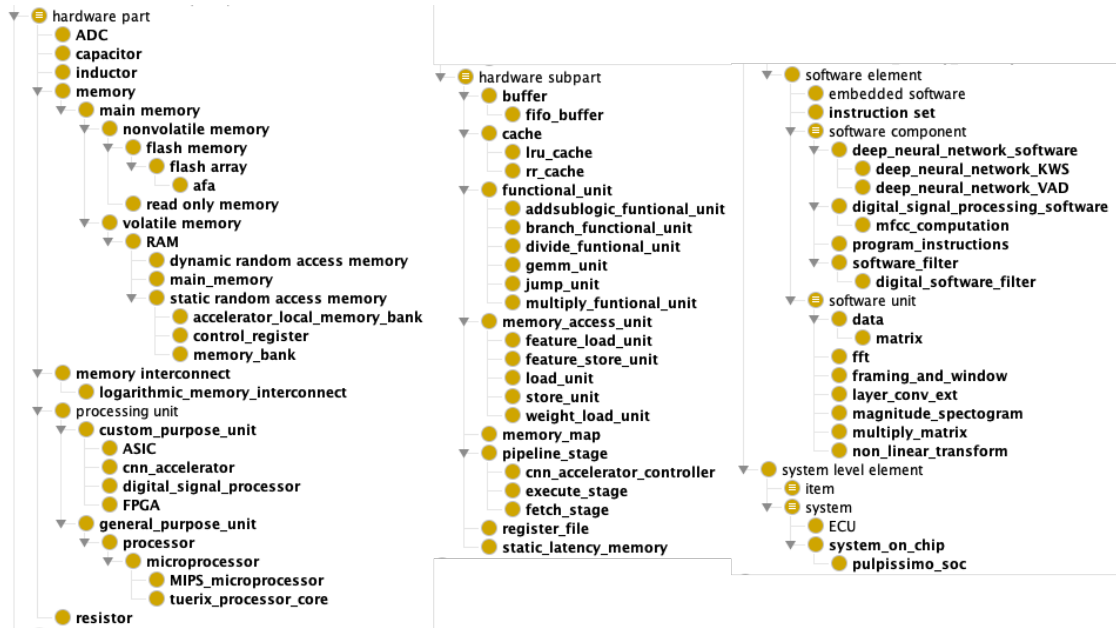 hardware part
ADC
capacitor
inductor
memory
main memory
nonvolatile memory
flash memory
flash array
afa
read only memory
volatile memory
RAM
dynamic random access memory
main_memory
static random access memory
accelerator_local_memory_bank
control_register
memory_bank
memory interconnect
logarithmic_memory_interconnect
processing unit
custom_purpose_unit
ASIC
cnn_accelerator
digital_signal_processor
FPGA
general_purpose_unit
processor
microprocessor
MIPS_microprocessor
tuerix_processor_core
resistor
hardware subpart
buffer
fifo_buffer
cache
lru_cache
rr_cache
functional_unit
addsublogic_funtional_unit
branch_functional_unit
divide_funtional_unit
gemm_unit
jump_unit
multiply_funtional_unit
memory_access_unit
feature_load_unit
feature_store_unit
load_unit
store_unit
weight_load_unit
memory_map
pipeline_stage
cnn_accelerator_controller
execute_stage
fetch_stage
register_file
static_latency_memory
software element
embedded software
instruction set
software component
deep_neural_network_software
deep_neural_network_KWS
deep_neural_network_VAD
digital_signal_processing_software
mfcc_computation
program_instructions
software_filter
digital_software_filter
software unit
data
matrix
fft
framing_and_window
layer_conv_ext
magnitude_spectogram
multiply_matrix
non_linear_transform
system level element
item
system
ECU
system_on_chip
pulpissimo_soc